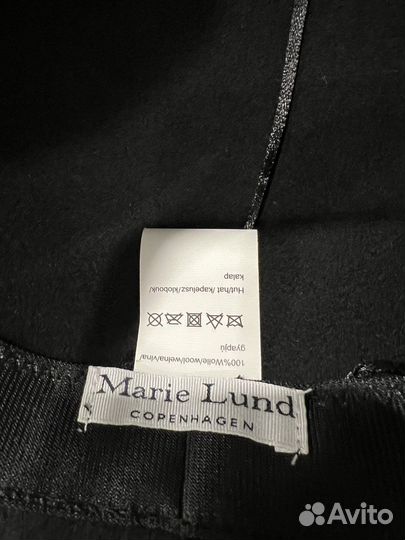 Hut/hat /kapelusz/klobouk/
kalap
100%Wolle/wool/wełna/vlna/
gyapjú
Marie Lund
COPENHAGEN
Avito